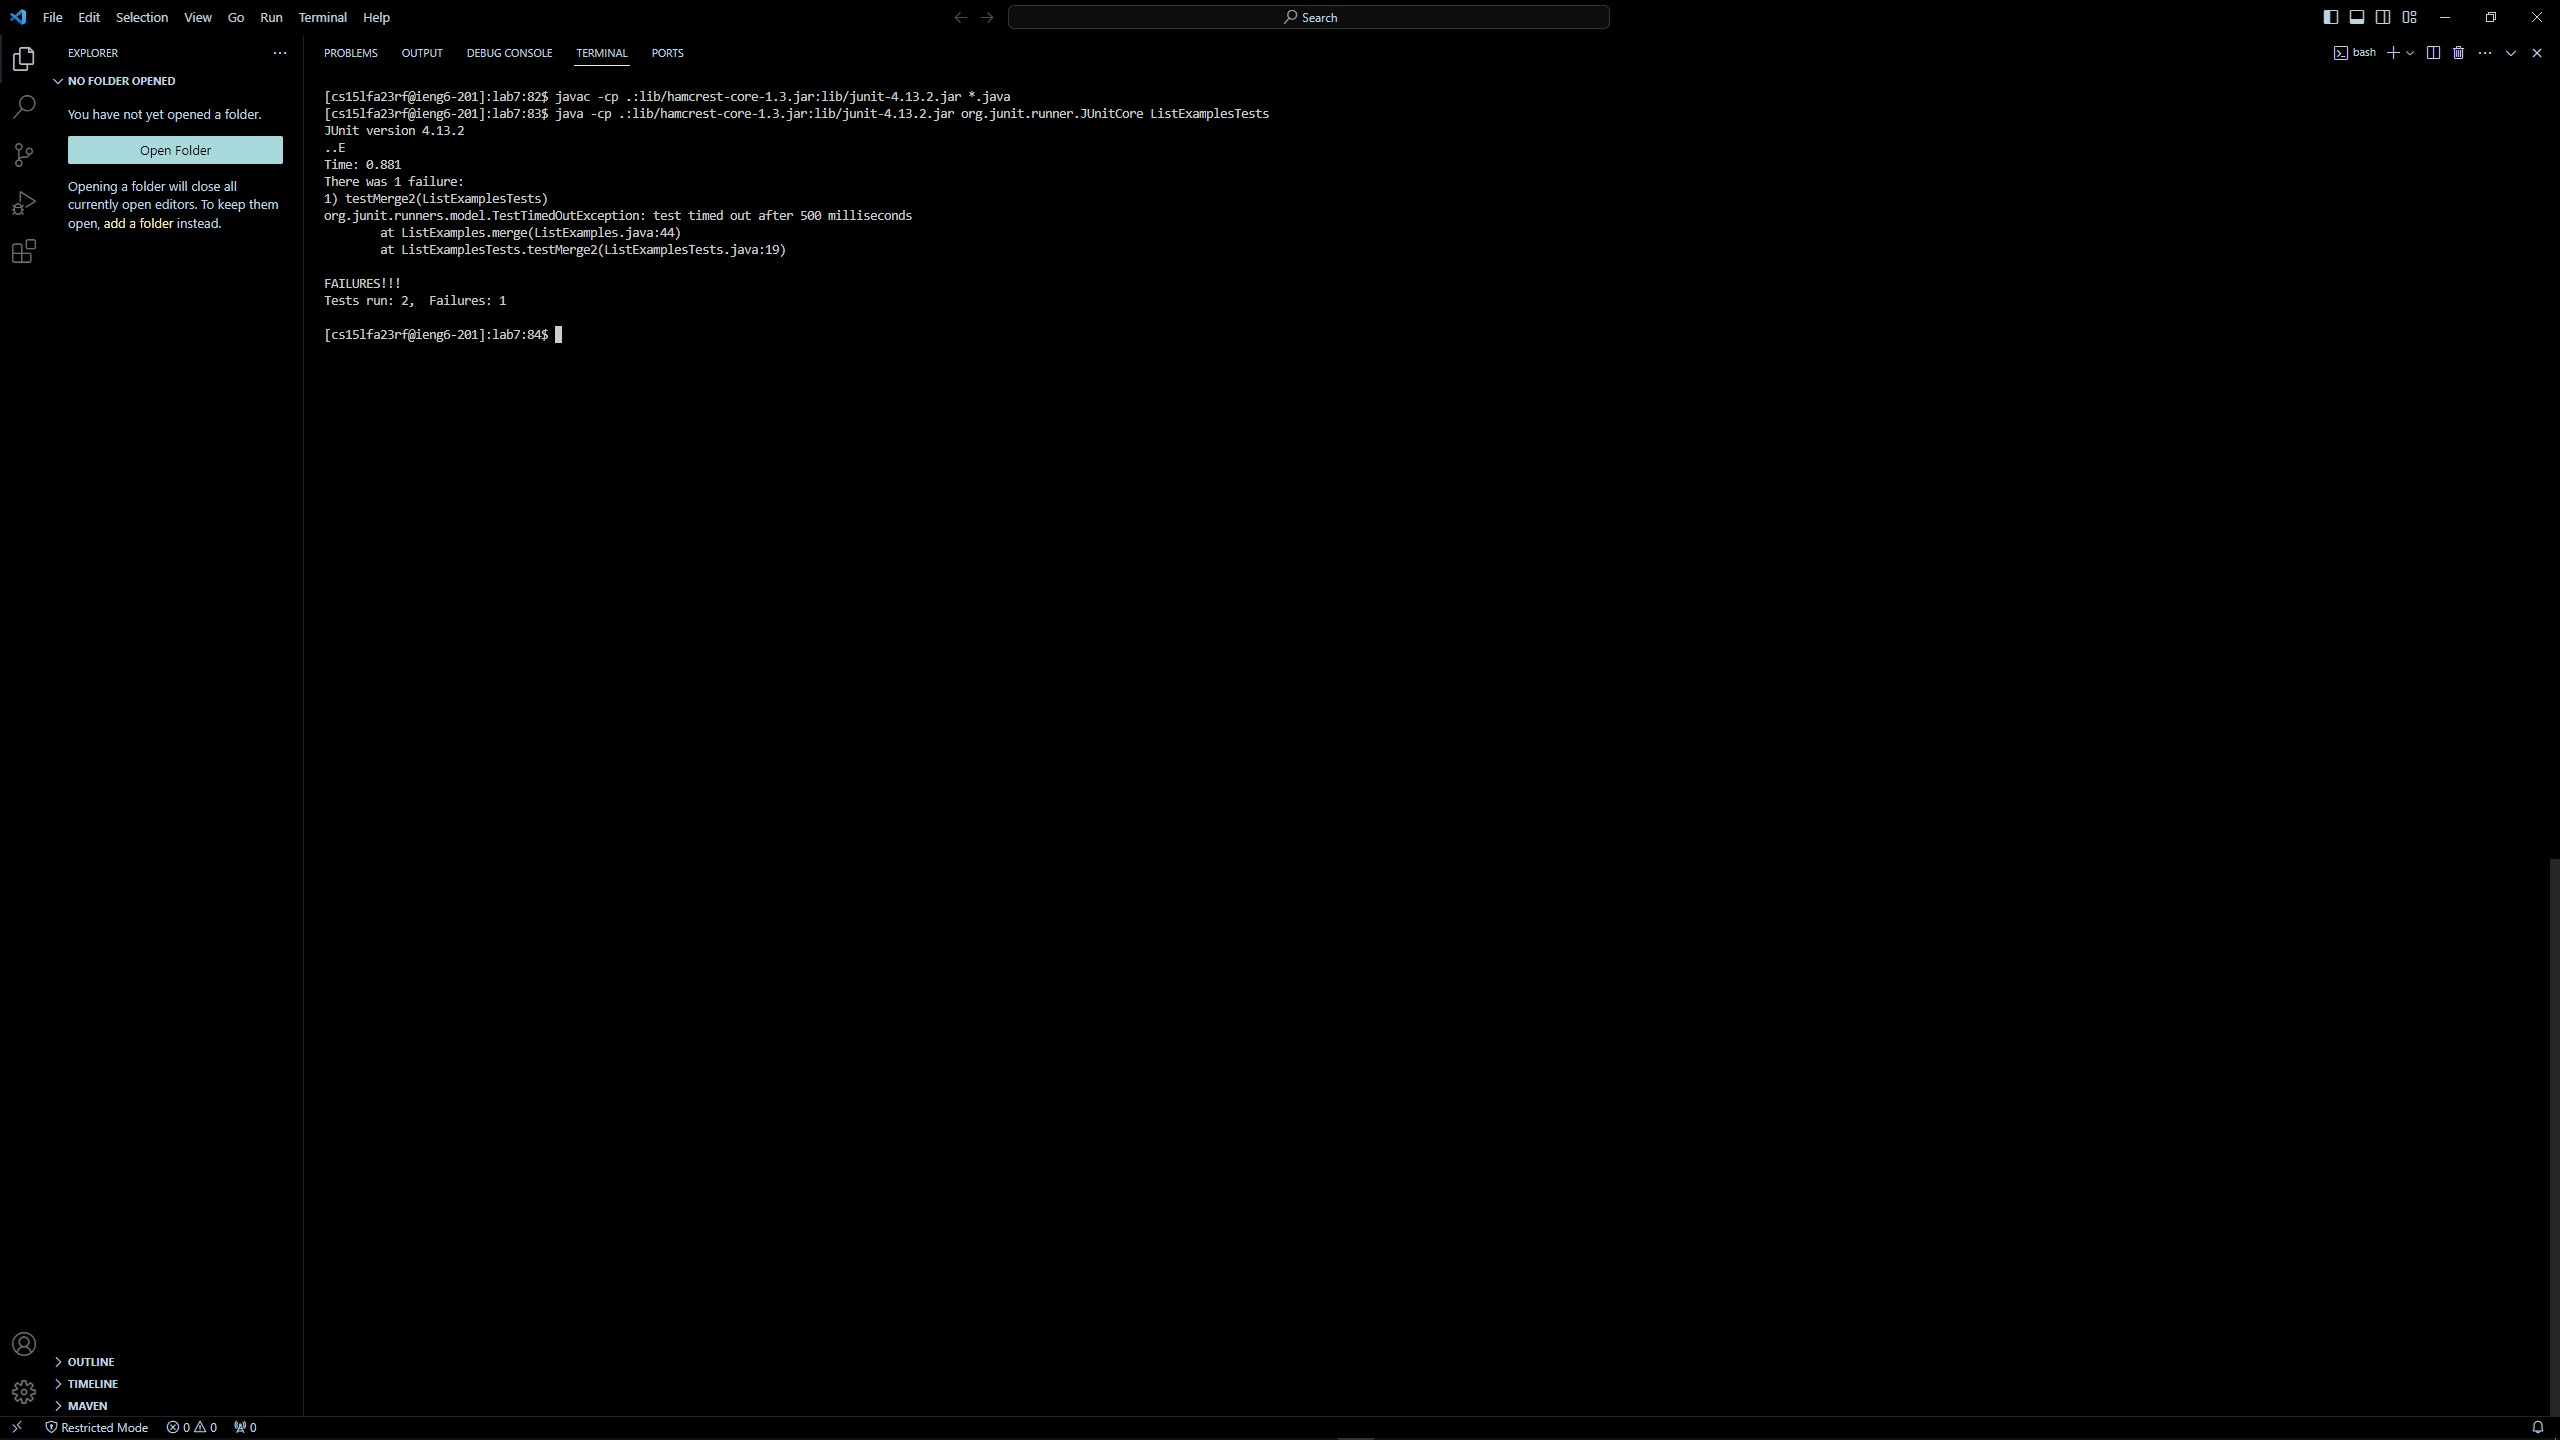 File Edit Selection View Go Run Terminal Help
Search
EXPLORER
NO FOLDER OPENED
You have not yet opened a folder.
Open Folder
Opening a folder will close all
currently open editors. To keep them
open, add a folder instead.
OUTLINE
TIMELINE
MAVEN
PROBLEMS OUTPUT DEBUG CONSOLE TERMINAL PORTS
bash
[cs15lfa23rf@ieng6-201]:lab7:82$ javac -cp .:lib/hamcrest-core-1.3.jar:lib/junit-4.13.2.jar *.java
[cs15lfa23rf@ieng6-201]:lab7:83$ java -cp .:lib/hamcrest-core-1.3.jar:lib/junit-4.13.2.jar org.junit.runner.JUnitCore ListExamplesTests
JUnit version 4.13.2
..E
Time: 0.881
There was 1 failure:
1) testMerge2(ListExamplesTests)
org.junit.runners.model.TestTimedOutException: test timed out after 500 milliseconds
at ListExamples.merge(ListExamples.java:44)
at ListExamplesTests.testMerge2(ListExamplesTests.java:19)
FAILURES!!!
Tests run: 2,  Failures: 1
[cs15lfa23rf@ieng6-201]:lab7:84$
Restricted Mode 0 0 0